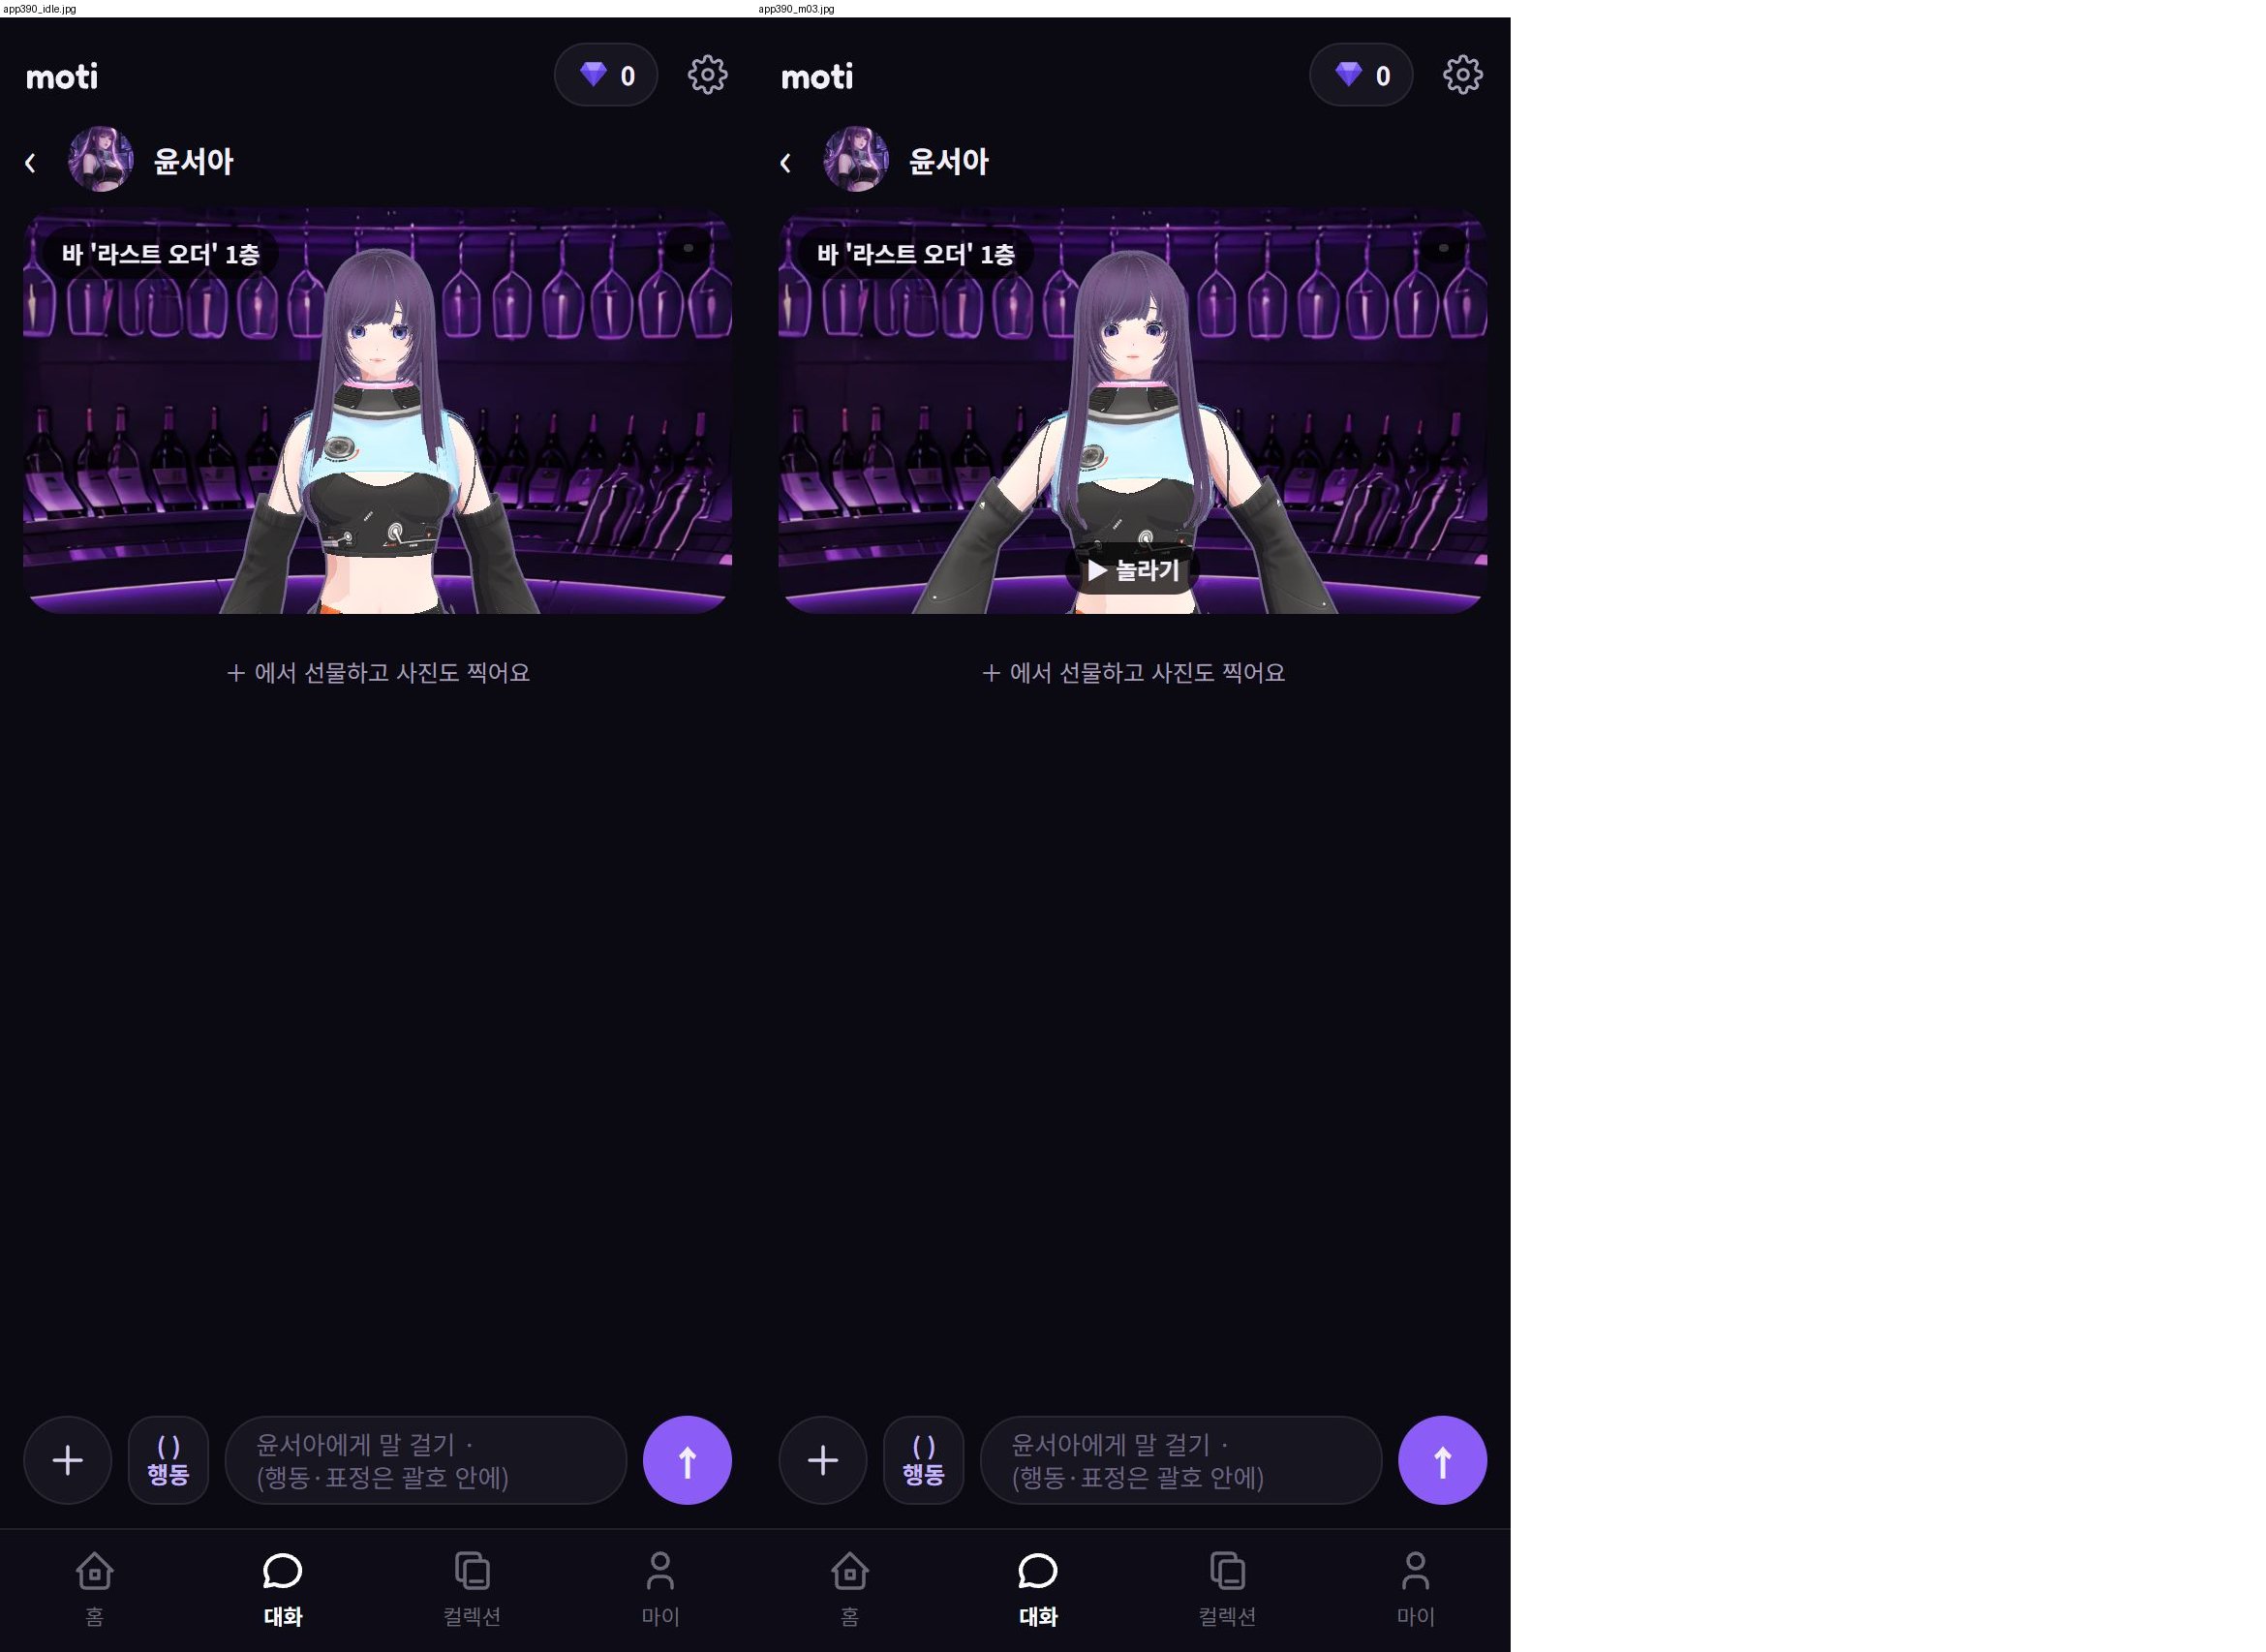 app390_idle.jpg
moti
0
윤서아
바 '라스트 오더' 1층
+ 에서 선물하고 사진도 찍어요
( )
행동
윤서아에게 말 걸기 ·
(행동·표정은 괄호 안에)
홈
대화
컬렉션
마이
app390_m03.jpg
moti
0
윤서아
바 '라스트 오더' 1층
▶ 놀라기
+ 에서 선물하고 사진도 찍어요
( )
행동
윤서아에게 말 걸기 ·
(행동·표정은 괄호 안에)
홈
대화
컬렉션
마이